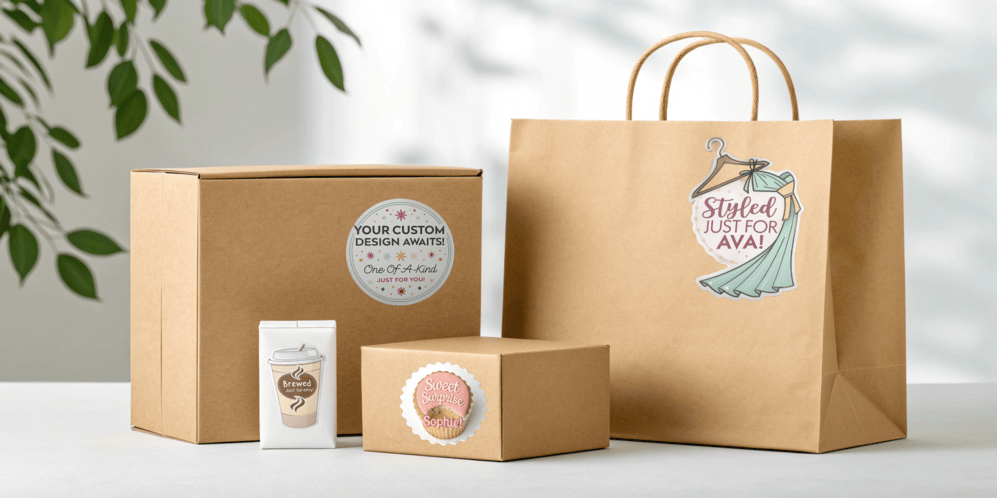 YOUR CUSTOM
DESIGN AWAITS!
One Of A-Kind
JUST FOR YOU!
Styled
JUST FOR
AVA!
Brewed
Sweet
Surprise
Sophie!